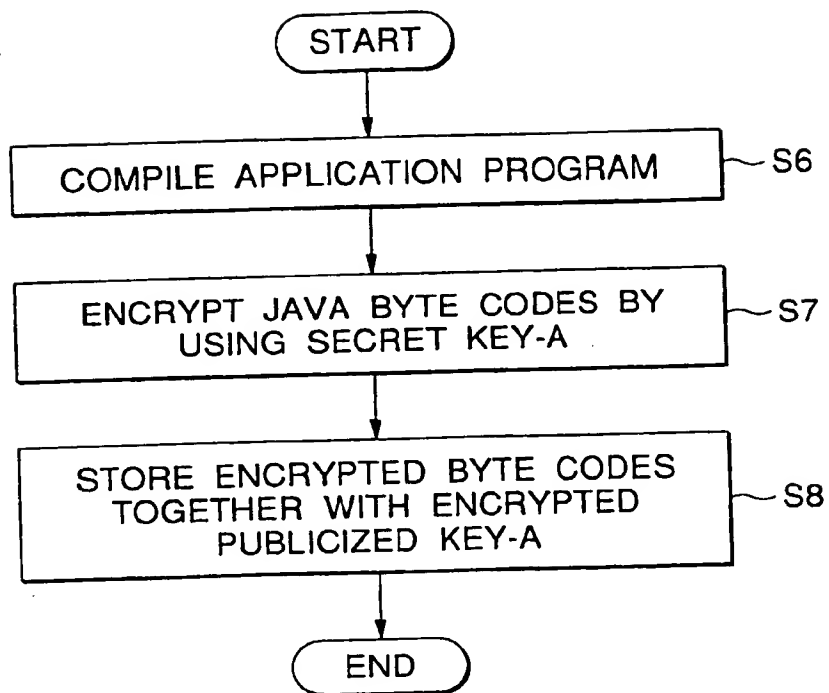 START
COMPILE APPLICATION PROGRAM
S6
ENCRYPT JAVA BYTE CODES BY
USING SECRET KEY-A
S7
STORE ENCRYPTED BYTE CODES
TOGETHER WITH ENCRYPTED
PUBLICIZED KEY-A
S8
END